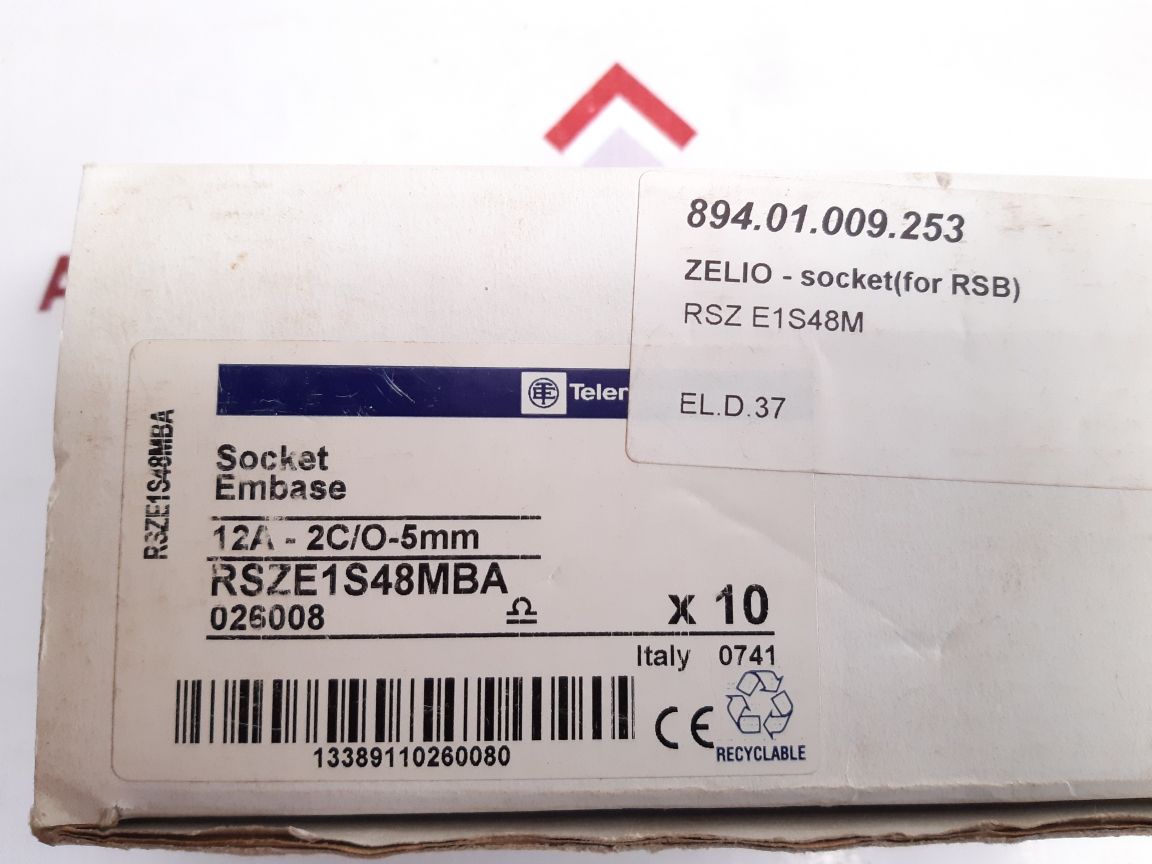 894.01.009.253
ZELIO - socket(for RSB)
RSZ E1S48M
EL.D.37
RSZE1S48MBA
Socket
Embase
12A - 2C/O-5mm
RSZE1S48MBA
026008
x 10
Italy 0741
13389110260080
CE
RECYCLABLE